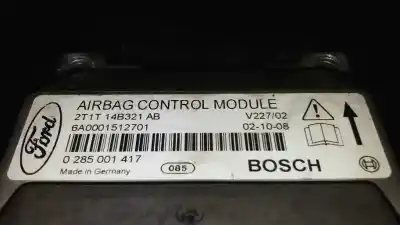 Ford
AIRBAG CONTROL MODULE
2T1T 14B321 AB V227/02
6A0001512701 02-10-08
0 285 001 417
Made in Germany 085 BOSCH